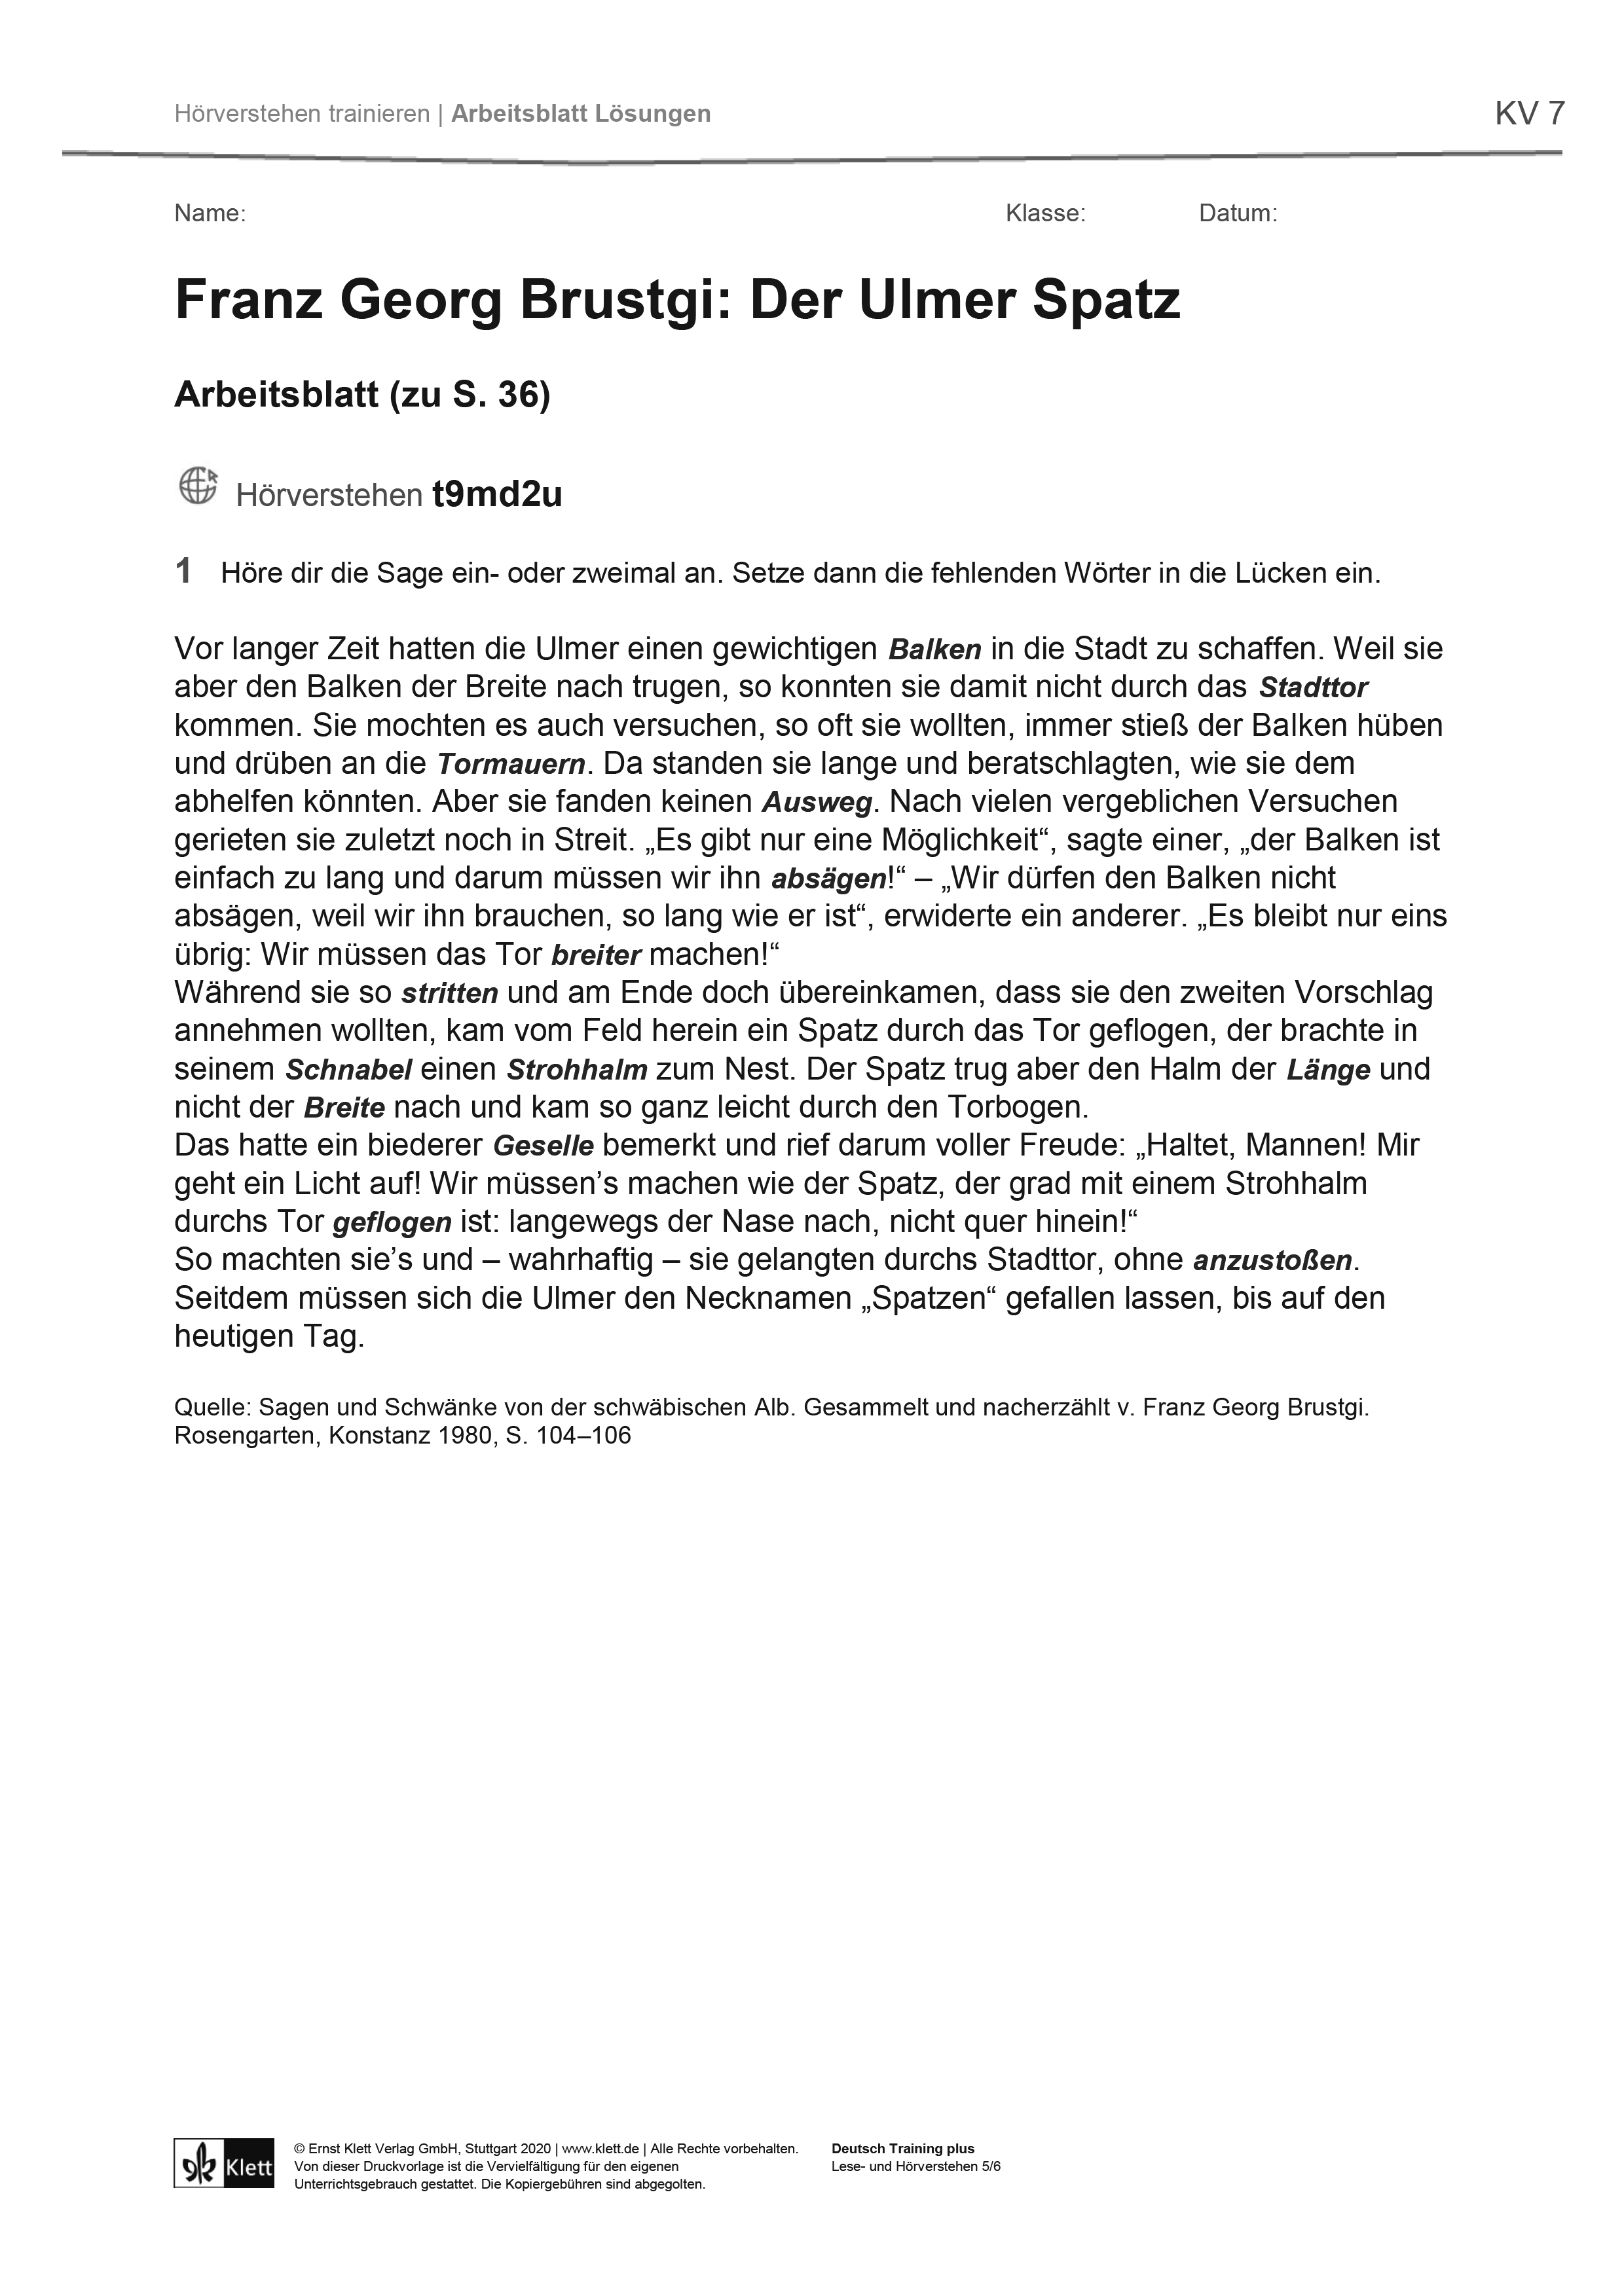 Hörverstehen trainieren | Arbeitsblatt Lösungen
KV 7
Name: Klasse: Datum:
Franz Georg Brustgi: Der Ulmer Spatz
Arbeitsblatt (zu S. 36)
Hörverstehen t9md2u
1 Höre dir die Sage ein- oder zweimal an. Setze dann die fehlenden Wörter in die Lücken ein.
Vor langer Zeit hatten die Ulmer einen gewichtigen Balken in die Stadt zu schaffen. Weil sie
aber den Balken der Breite nach trugen, so konnten sie damit nicht durch das Stadttor
kommen. Sie mochten es auch versuchen, so oft sie wollten, immer stieß der Balken hüben
und drüben an die Tormauern. Da standen sie lange und beratschlagten, wie sie dem
abhelfen könnten. Aber sie fanden keinen Ausweg. Nach vielen vergeblichen Versuchen
gerieten sie zuletzt noch in Streit. „Es gibt nur eine Möglichkeit“, sagte einer, „der Balken ist
einfach zu lang und darum müssen wir ihn absägen!“ – „Wir dürfen den Balken nicht
absägen, weil wir ihn brauchen, so lang wie er ist“, erwiderte ein anderer. „Es bleibt nur eins
übrig: Wir müssen das Tor breiter machen!“
Während sie so stritten und am Ende doch übereinkamen, dass sie den zweiten Vorschlag
annehmen wollten, kam vom Feld herein ein Spatz durch das Tor geflogen, der brachte in
seinem Schnabel einen Strohhalm zum Nest. Der Spatz trug aber den Halm der Länge und
nicht der Breite nach und kam so ganz leicht durch den Torbogen.
Das hatte ein biederer Geselle bemerkt und rief darum voller Freude: „Haltet, Mannen! Mir
geht ein Licht auf! Wir müssen’s machen wie der Spatz, der grad mit einem Strohhalm
durchs Tor geflogen ist: langewegs der Nase nach, nicht quer hinein!“
So machten sie’s und – wahrhaftig – sie gelangten durchs Stadttor, ohne anzustoßen.
Seitdem müssen sich die Ulmer den Necknamen „Spatzen“ gefallen lassen, bis auf den
heutigen Tag.
Quelle: Sagen und Schwänke von der schwäbischen Alb. Gesammelt und nacherzählt v. Franz Georg Brustgi.
Rosengarten, Konstanz 1980, S. 104–106
Klett
© Ernst Klett Verlag GmbH, Stuttgart 2020 | www.klett.de | Alle Rechte vorbehalten.
Von dieser Druckvorlage ist die Vervielfältigung für den eigenen
Unterrichtsgebrauch gestattet. Die Kopiergebühren sind abgegolten.
Deutsch Training plus
Lese- und Hörverstehen 5/6